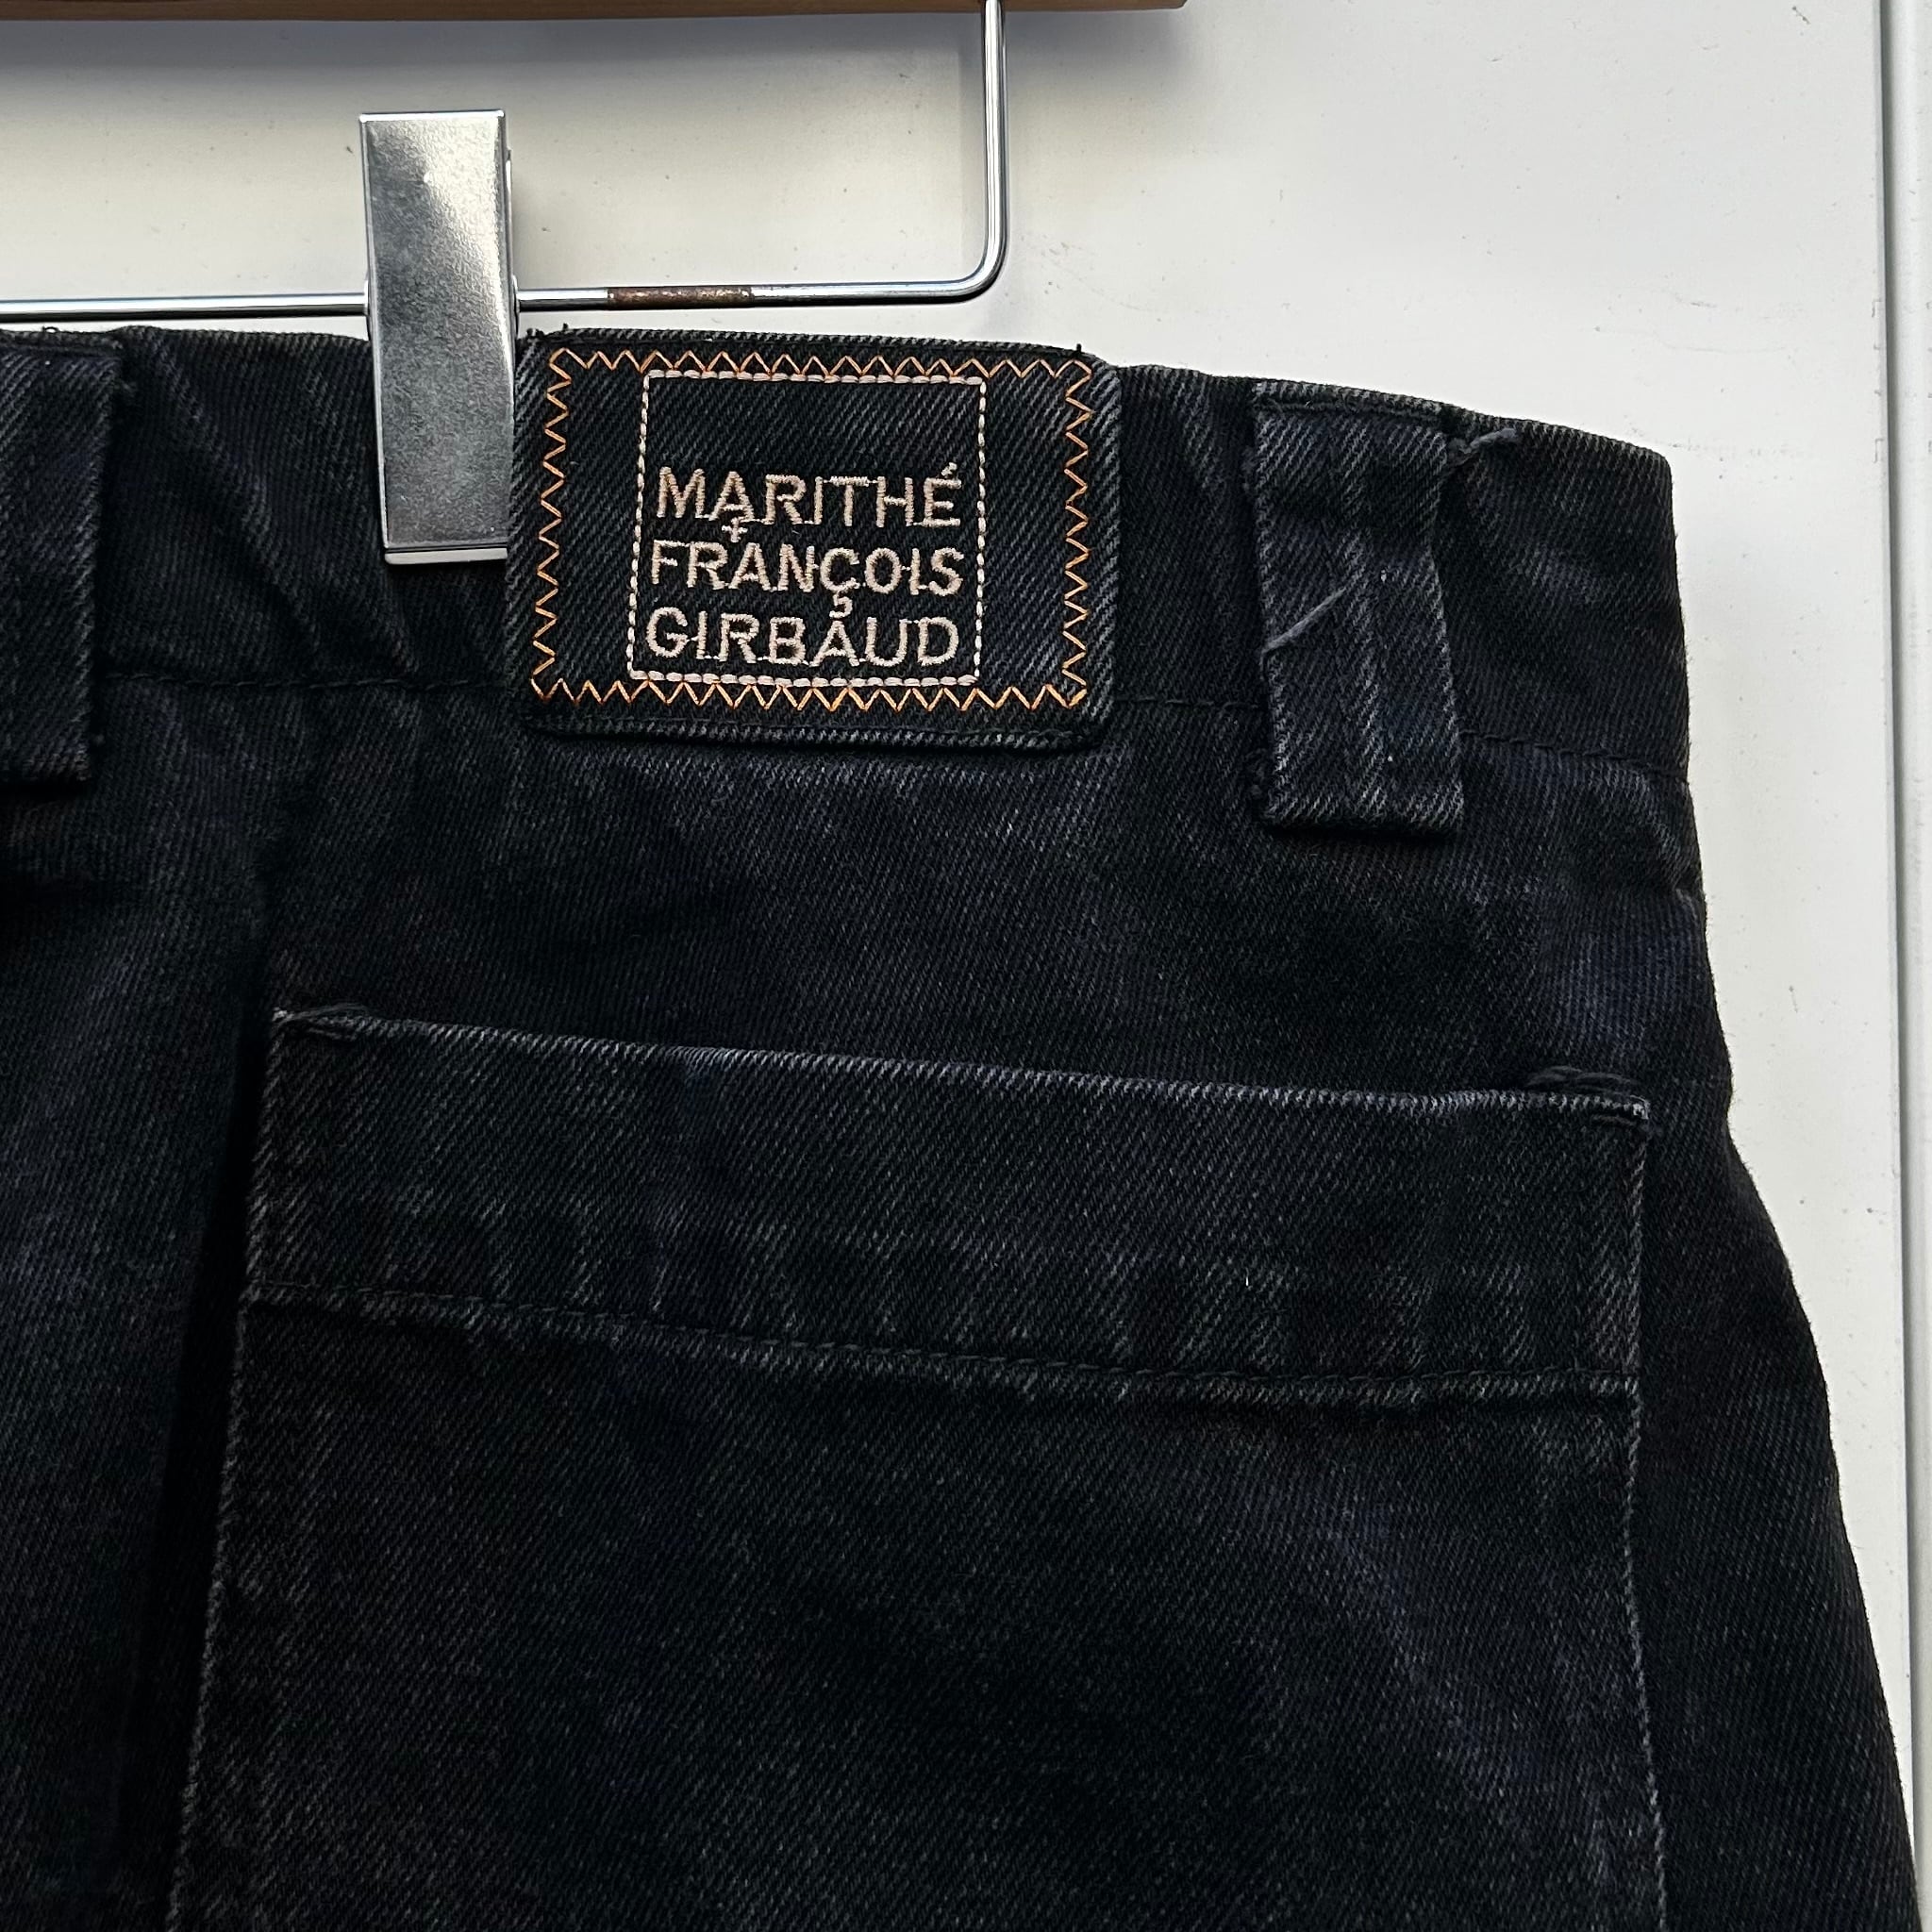 MARITHÉ
+
FRANÇOIS
GIRBAUD